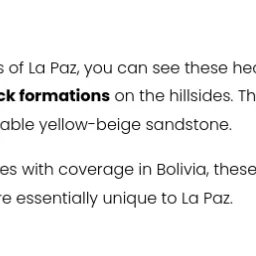 s of La Paz, you can see these hea
ck formations on the hillsides. Th
able yellow-beige sandstone.
es with coverage in Bolivia, these
re essentially unique to La Paz.